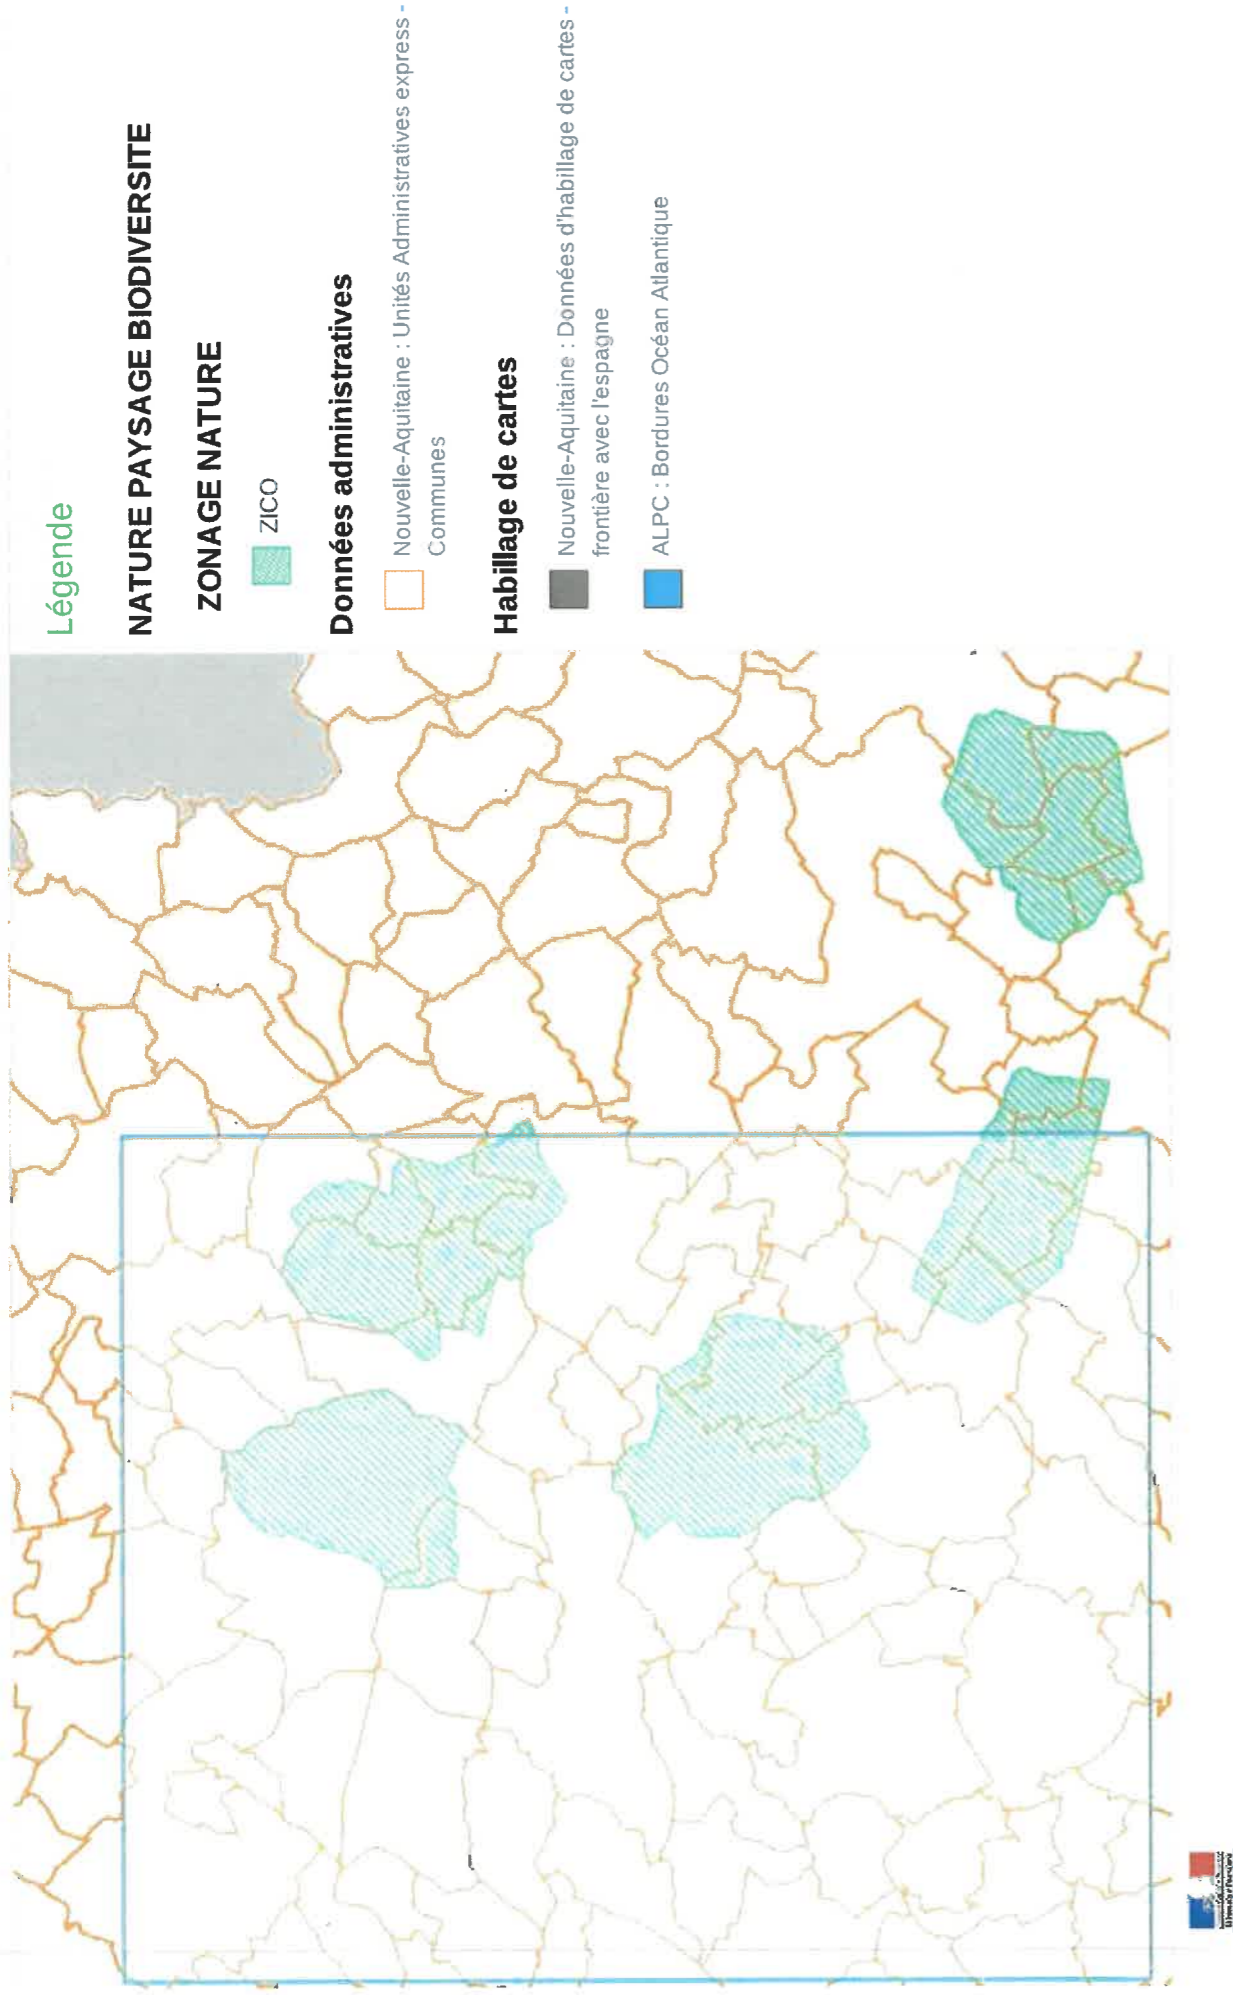 Légende
NATURE PAYSAGE BIODIVERSITE
ZONAGE NATURE
ZICO
Données administratives
Nouvelle-Aquitaine : Unités Administratives express -
Communes
Habillage de cartes
Nouvelle-Aquitaine : Données d'habillage de cartes -
frontière avec l'espagne
ALPC : Bordures Océan Atlantique